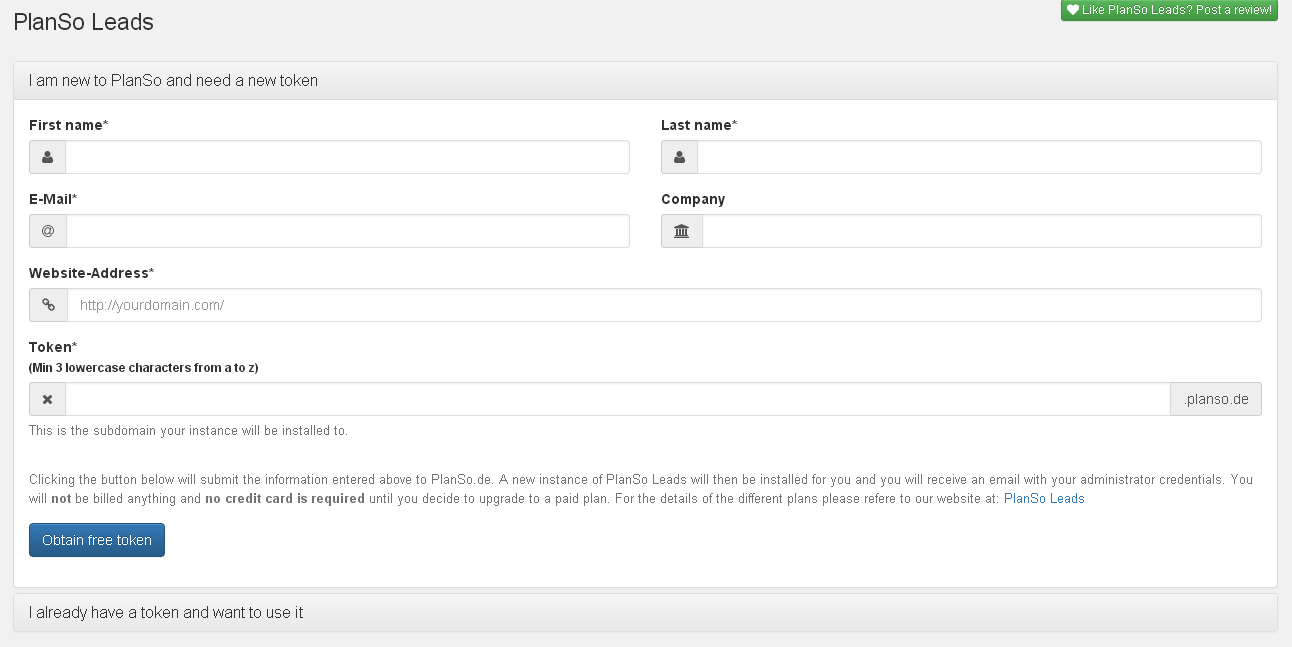 PlanSo Leads
Like PlanSo Leads? Post a review!
I am new to PlanSo and need a new token
First name*
Last name*
E-Mail*
Company
@
Website-Address*
http://yourdomain.com/
Token*
(Min 3 lowercase characters from a to z)
.planso.de
This is the subdomain your instance will be installed to.
Clicking the button below will submit the information entered above to PlanSo.de. A new instance of PlanSo Leads will then be installed for you and you will receive an email with your administrator credentials. You
will not be billed anything and no credit card is required until you decide to upgrade to a paid plan. For the details of the different plans please refere to our website at: PlanSo Leads
Obtain free token
I already have a token and want to use it